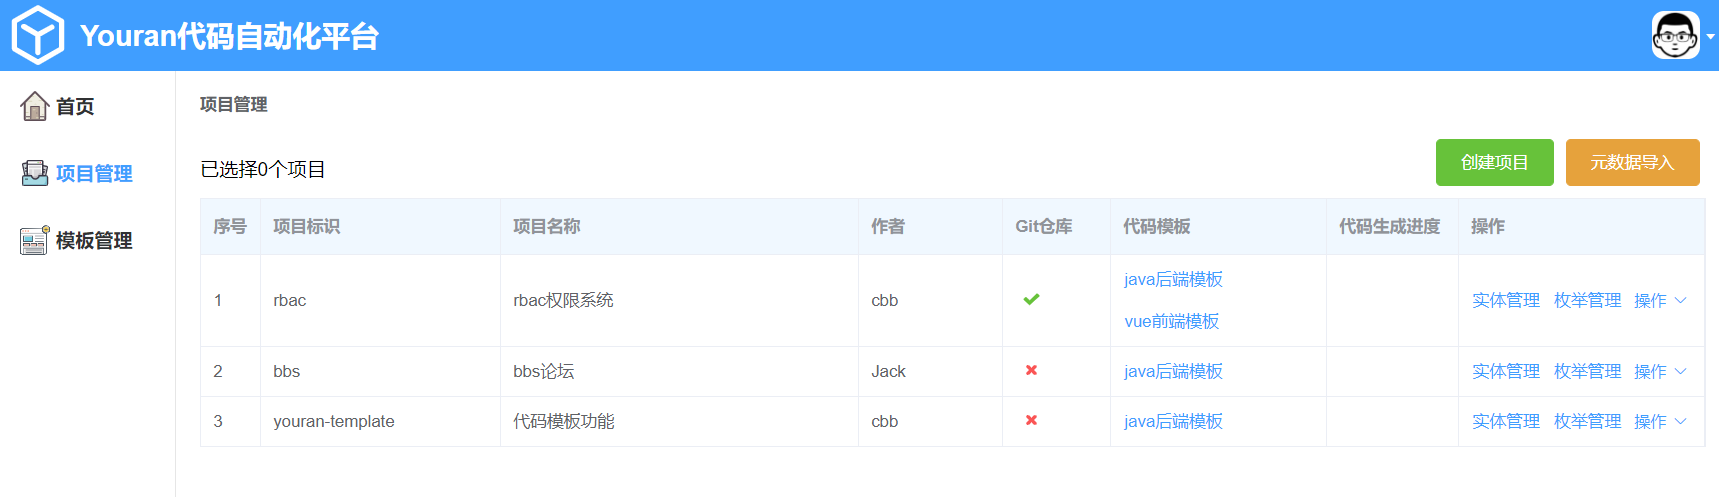 Youran代码自动化平台
首页
项目管理
模板管理
项目管理
已选择0个项目
创建项目 元数据导入
序号 项目标识 项目名称 作者 Git仓库 代码模板 代码生成进度 操作
1 rbac rbac权限系统 cbb java后端模板 实体管理 枚举管理 操作
vue前端模板
2 bbs bbs论坛 Jack java后端模板 实体管理 枚举管理 操作
3 youran-template 代码模板功能 cbb java后端模板 实体管理 枚举管理 操作